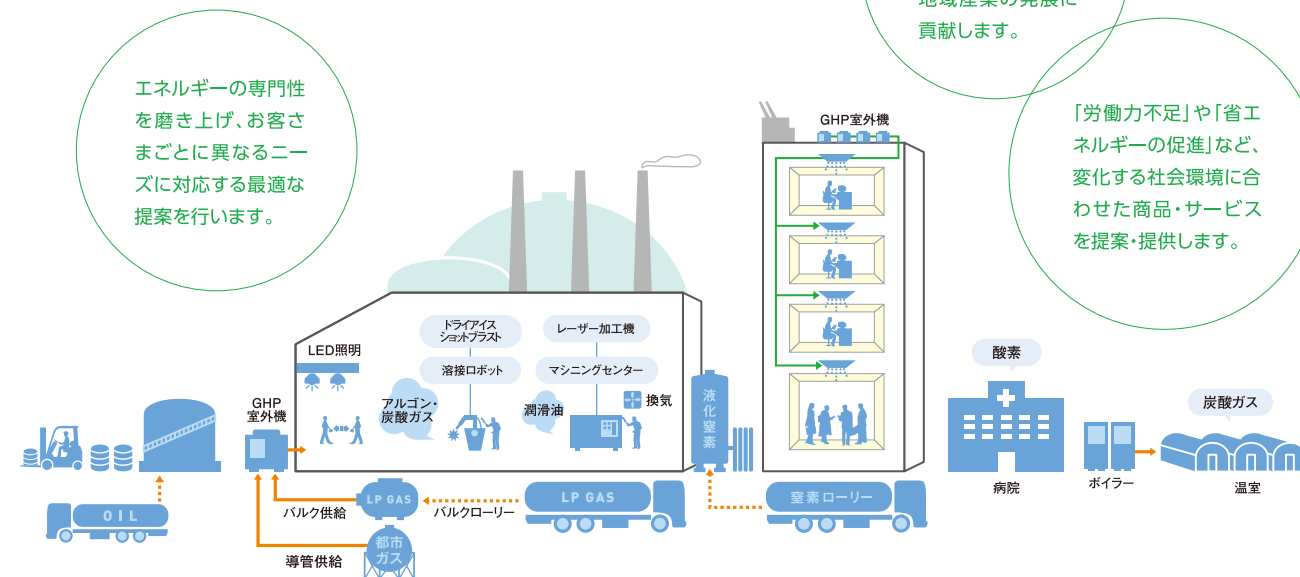 地域産業の発展に
貢献します。
エネルギーの専門性
を磨き上げ、お客さ
まごとに異なるニー
ズに対応する最適な
提案を行います。
「労働力不足」や「省エ
ネルギーの促進」など、
変化する社会環境に合
わせた商品・サービス
を提案・提供します。
GHP室外機
ドライアイス
ショットブラスト
レーザー加工機
LED照明
溶接ロボット
マシニングセンター
アルゴン・
炭酸ガス
潤滑油
換気
液化窒素
GHP
室外機
酸素
炭酸ガス
病院
ボイラー
温室
OIL
LP GAS
バルク供給
バルクローリー
LP GAS
窒素ローリー
都市
ガス
導管供給